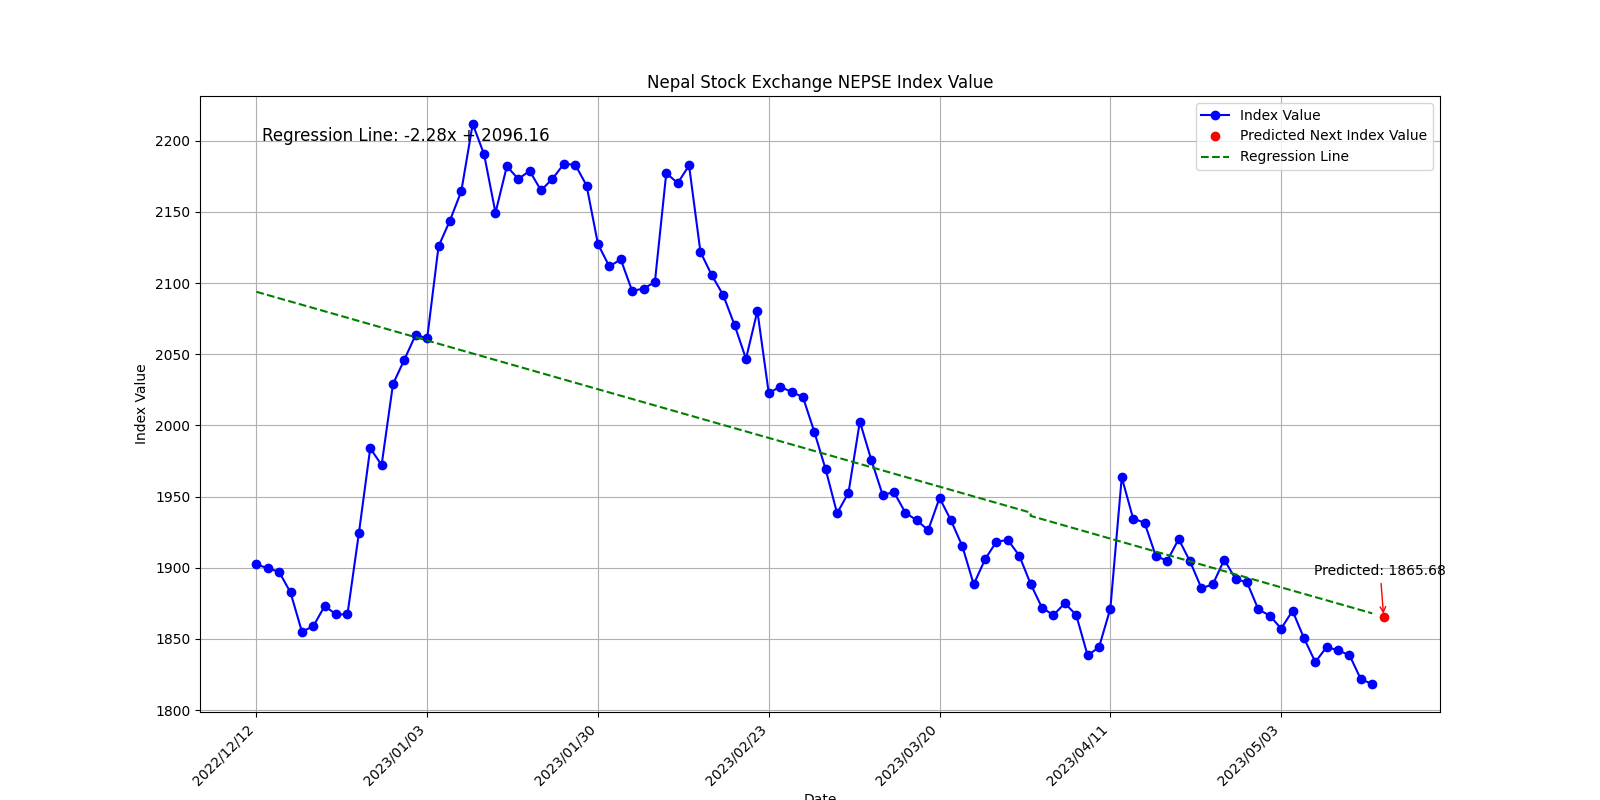 Nepal Stock Exchange NEPSE Index Value
Regression Line: -2.28x + 2096.16
Index Value
Predicted Next Index Value
Regression Line
2200
2150
2100
2050
2000
1950
1900
1850
1800
Index Value
Predicted: 1865.68
2022/12/12
2023/01/03
2023/01/30
2023/02/23
2023/03/20
2023/04/11
2023/05/03
Date